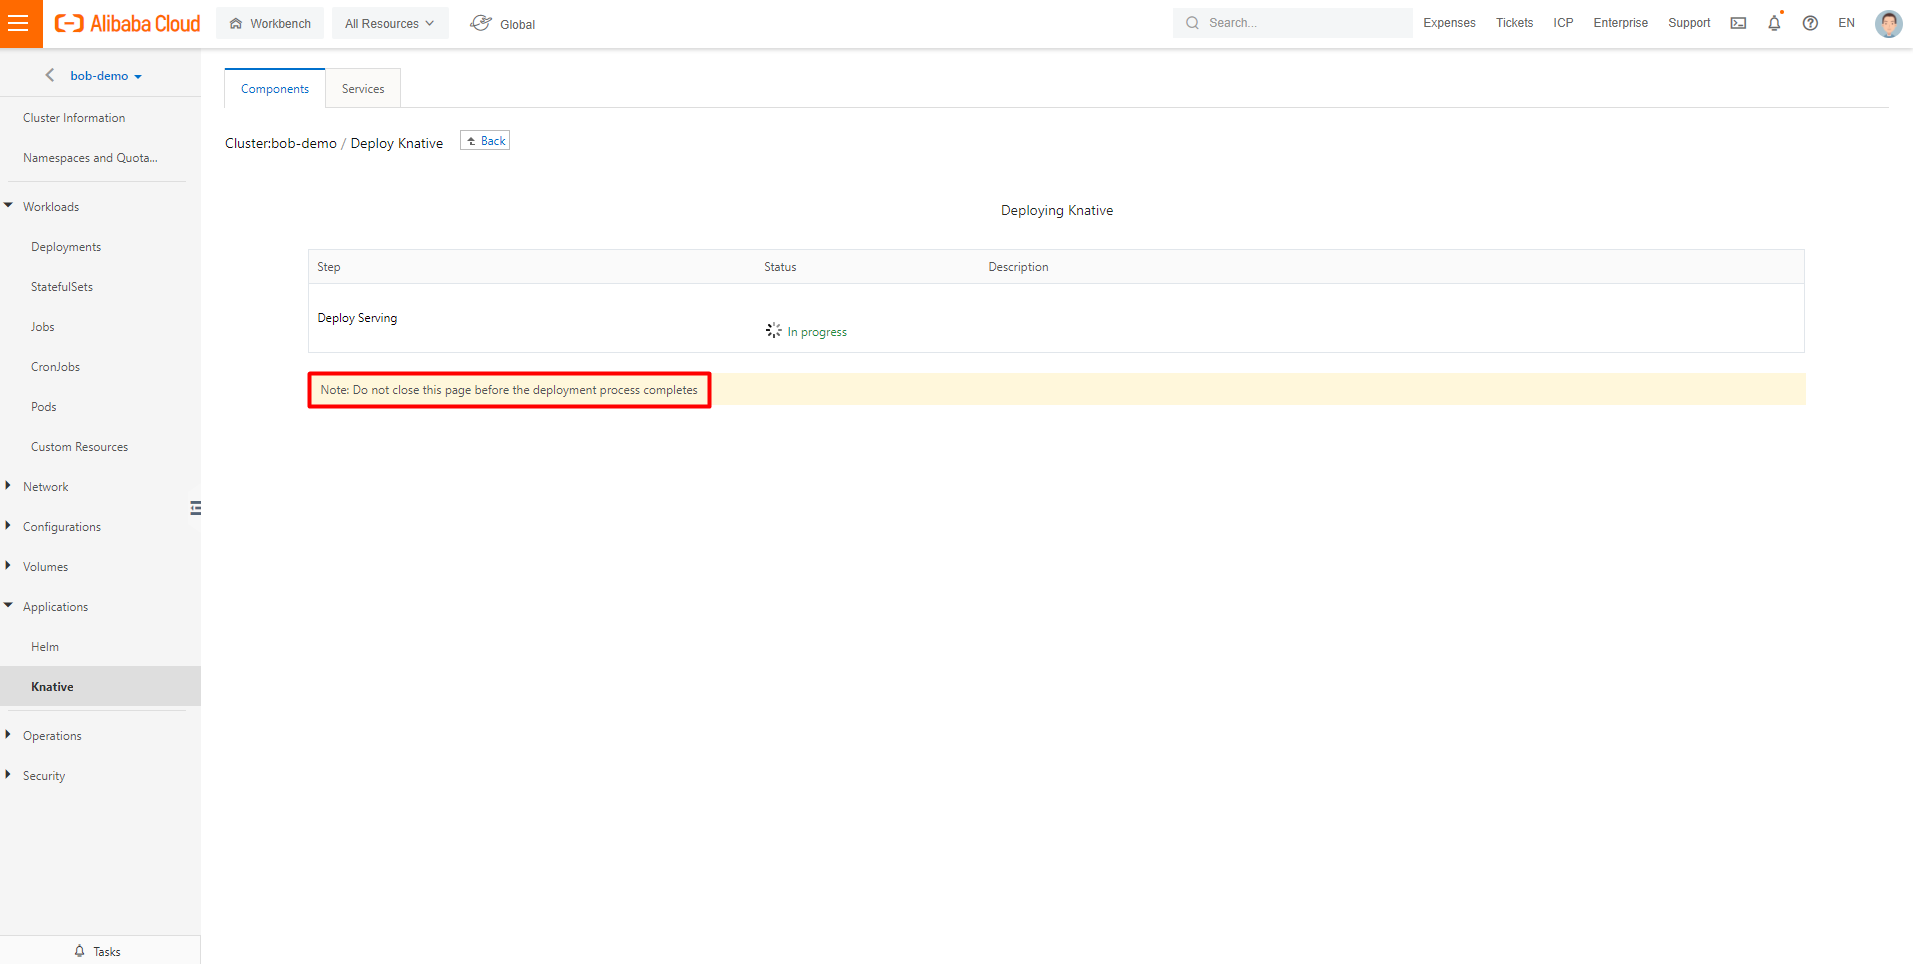 Alibaba Cloud
Workbench
All Resources
Global
Search...
Expenses
Tickets
ICP
Enterprise
Support
EN
bob-demo
Cluster Information
Namespaces and Quota...
Workloads
Deployments
StatefulSets
Jobs
CronJobs
Pods
Custom Resources
Network
Configurations
Volumes
Applications
Helm
Knative
Operations
Security
Tasks
Components
Services
Cluster:bob-demo / Deploy Knative
Back
Deploying Knative
Step Status Description
Deploy Serving
In progress
Note: Do not close this page before the deployment process completes